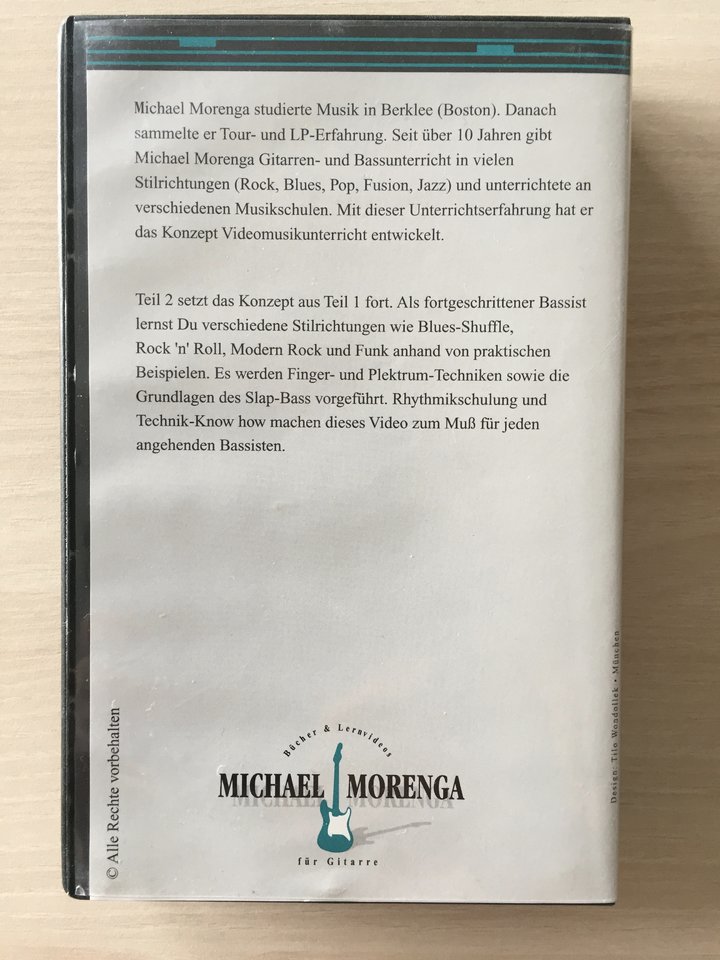 Michael Morenga studierte Musik in Berklee (Boston). Danach
sammelte er Tour- und LP-Erfahrung. Seit über 10 Jahren gibt
Michael Morenga Gitarren- und Bassunterricht in vielen
Stilrichtungen (Rock, Blues, Pop, Fusion, Jazz) und unterrichtete an
verschiedenen Musikschulen. Mit dieser Unterrichtserfahrung hat er
das Konzept Videomusikunterricht entwickelt.
Teil 2 setzt das Konzept aus Teil 1 fort. Als fortgeschrittener Bassist
lernst Du verschiedene Stilrichtungen wie Blues-Shuffle,
Rock 'n' Roll, Modern Rock und Funk anhand von praktischen
Beispielen. Es werden Finger- und Plektrum-Techniken sowie die
Grundlagen des Slap-Bass vorgeführt. Rhythmikschulung und
Technik-Know how machen dieses Video zum Muß für jeden
angehenden Bassisten.
© Alle Rechte vorbehalten
Bücher & Lernvideos
MICHAEL MORENGA
für Gitarre
Design: Tilo Wondollek • München